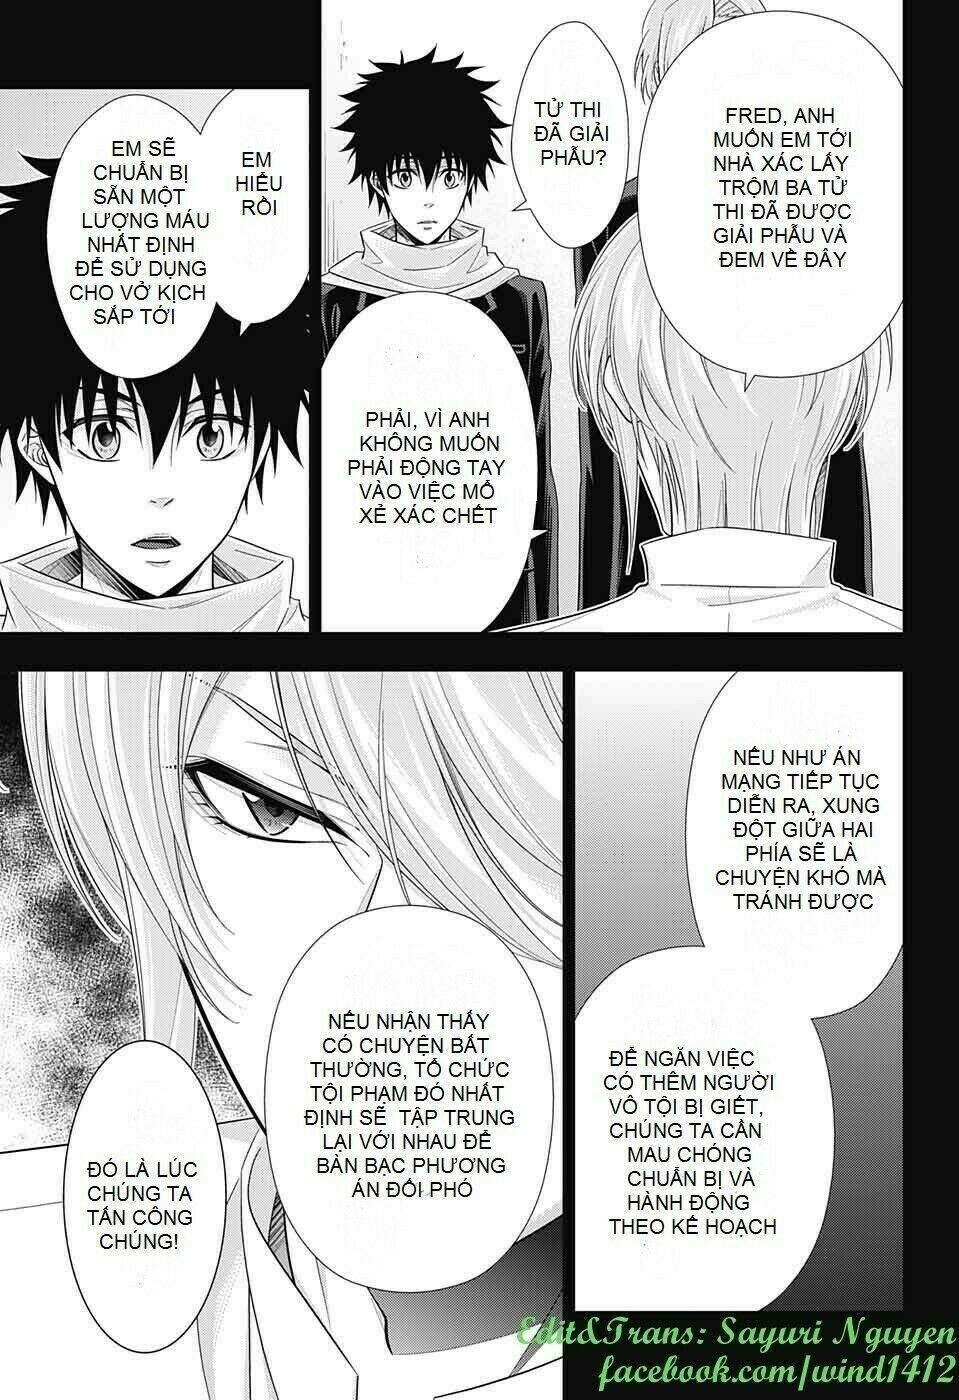 FRED, ANH
MUỐN EM TỚI
NHÀ XÁC LẤY
TRỘM BA TỬ
THI ĐÃ ĐƯỢC
GIẢI PHẪU VÀ
ĐEM VỀ ĐÂY
TỬ THI
ĐÃ GIẢI
PHẪU?
PHẢI, VÌ ANH
KHÔNG MUỐN
PHẢI ĐỘNG TAY
VÀO VIỆC MỔ
XẺ XÁC CHẾT
EM
HIỂU
RỒI
EM SẼ
CHUẨN BỊ
SẴN MỘT
LƯỢNG MÁU
NHẤT ĐỊNH
ĐỂ SỬ DỤNG
CHO VỞ KỊCH
SẮP TỚI
NẾU NHƯ ÁN
MẠNG TIẾP TỤC
DIỄN RA, XUNG
ĐỘT GIỮA HAI
PHÍA SẼ LÀ
CHUYỆN KHÓ MÀ
TRÁNH ĐƯỢC
ĐỂ NGĂN VIỆC
CÓ THÊM NGƯỜI
VÔ TỘI BỊ GIẾT,
CHÚNG TA CẦN
MAU CHÓNG
CHUẨN BỊ VÀ
HÀNH ĐỘNG
THEO KẾ HOẠCH
NẾU NHẬN THẤY
CÓ CHUYỆN BẤT
THƯỜNG, TỔ CHỨC
TỘI PHẠM ĐÓ NHẤT
ĐỊNH SẼ TẬP TRUNG
LẠI VỚI NHAU ĐỂ
BÀN BẠC PHƯƠNG
ÁN ĐỐI PHÓ
ĐÓ LÀ LÚC
CHÚNG TA
TẤN CÔNG
CHÚNG!
Edit&Trans: Sayuri Nguyen
facebook.com/wind1412